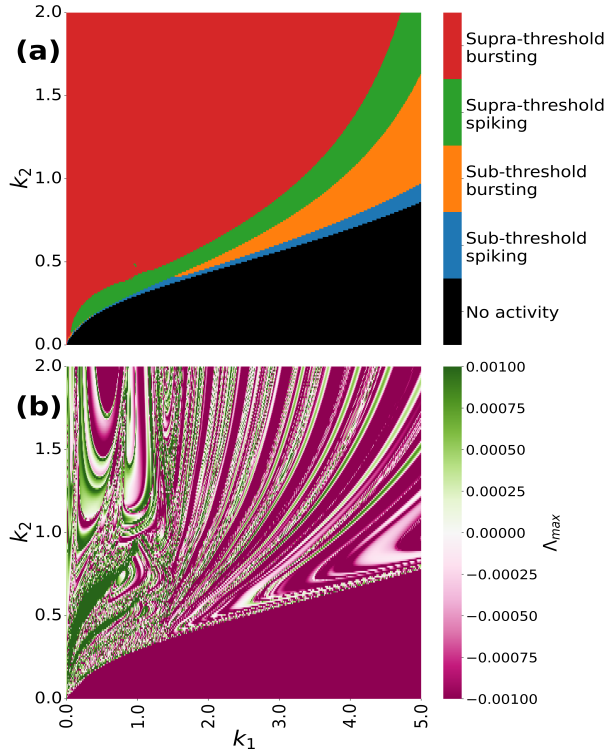 (a)
2.0
1.5
1.0
0.5
0.0
k2
Supra-threshold
bursting
Supra-threshold
spiking
Sub-threshold
bursting
Sub-threshold
spiking
No activity
(b)
2.0
1.5
1.0
0.5
0.0
k2
0.0
1.0
2.0
3.0
4.0
5.0
k1
0.00100
0.00075
0.00050
0.00025
0.00000
−0.00025
−0.00050
−0.00075
−0.00100
Λmax